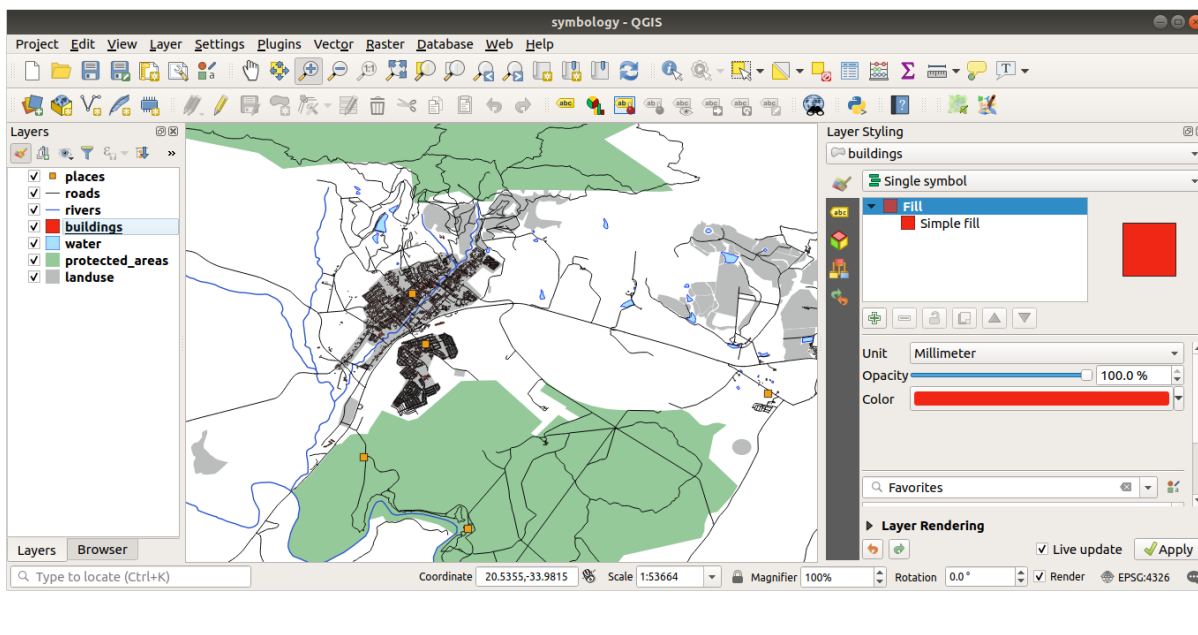 symbology - QGIS
Project Edit View Layer Settings Plugins Vector Raster Database Web Help
Layers
places
roads
rivers
buildings
water
protected_areas
landuse
Layers Browser
Layer Styling
buildings
Single symbol
Fill
Simple fill
Unit Millimeter
Opacity 100.0 %
Color
Favorites
Layer Rendering
Live update Apply
Type to locate (Ctrl+K) Coordinate 20.5355,-33.9815 Scale 1:53664 Magnifier 100% Rotation 0.0° Render EPSG:4326